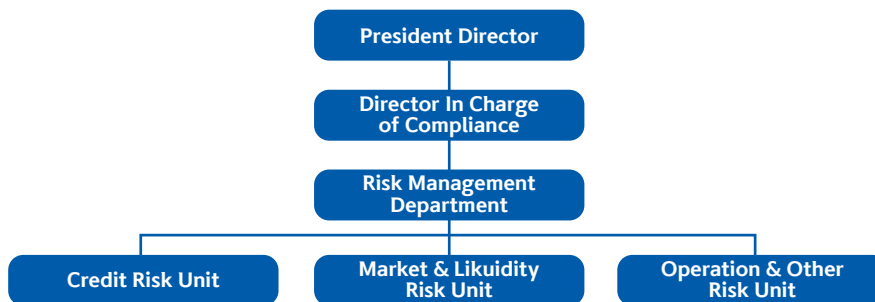 President Director
Director In Charge
of Compliance
Risk Management
Department
Credit Risk Unit
Market & Likuidity
Risk Unit
Operation & Other
Risk Unit